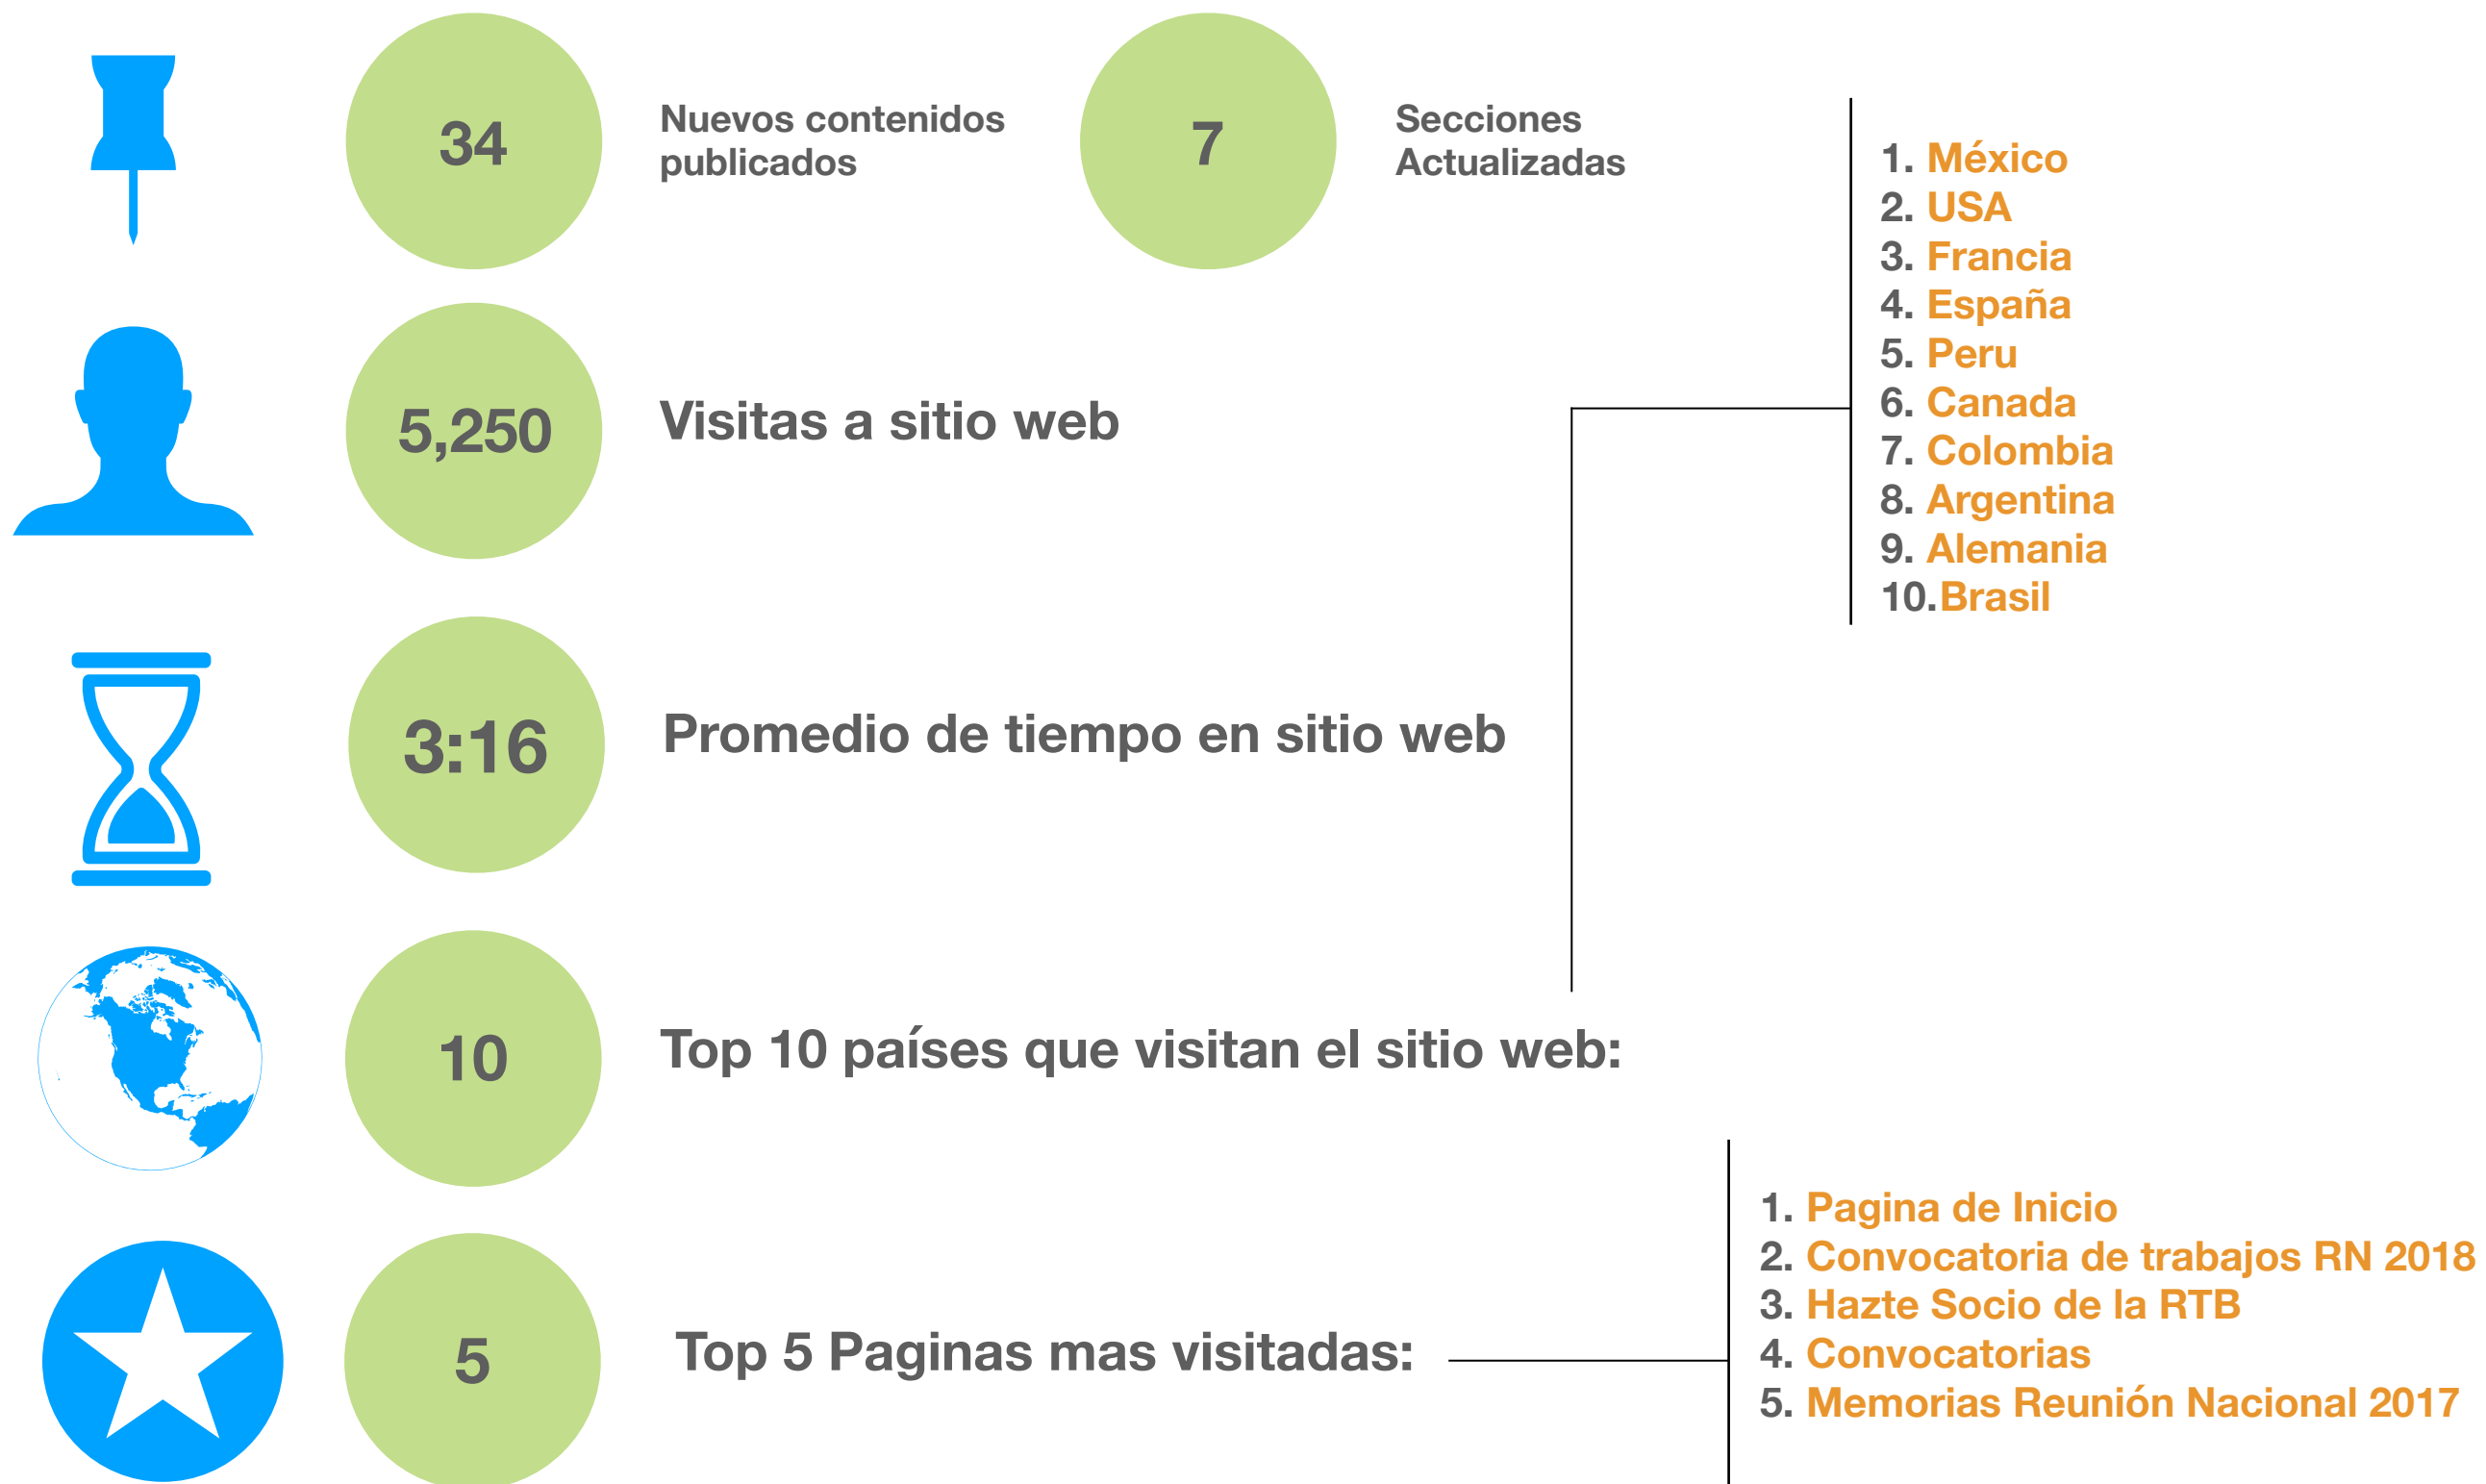 34
Nuevos contenidos
publicados
7
Secciones
Actualizadas
5,250
Visitas a sitio web
3:16
Promedio de tiempo en sitio web
10
Top 10 países que visitan el sitio web:
1. México
2. USA
3. Francia
4. España
5. Peru
6. Canada
7. Colombia
8. Argentina
9. Alemania
10.Brasil
5
Top 5 Paginas mas visitadas:
1. Pagina de Inicio
2. Convocatoria de trabajos RN 2018
3. Hazte Socio de la RTB
4. Convocatorias
5. Memorias Reunión Nacional 2017